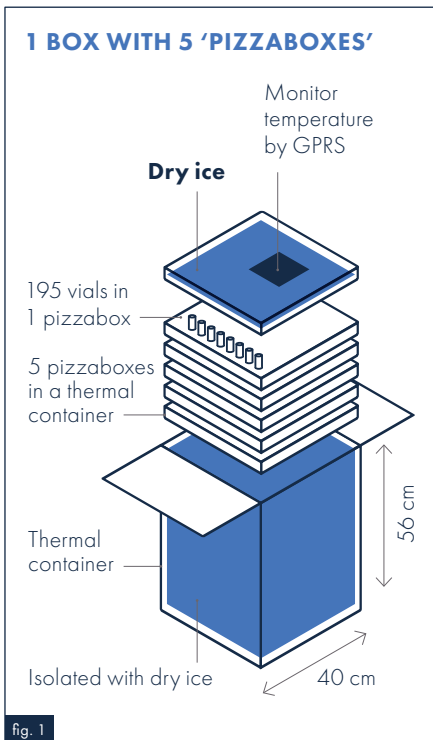 1 BOX WITH 5 ‘PIZZABOXES’
Monitor
temperature
by GPRS
Dry ice
195 vials in
1 pizzabox
5 pizzaboxes
in a thermal
container
56 cm
Thermal
container
Isolated with dry ice
40 cm
fig. 1